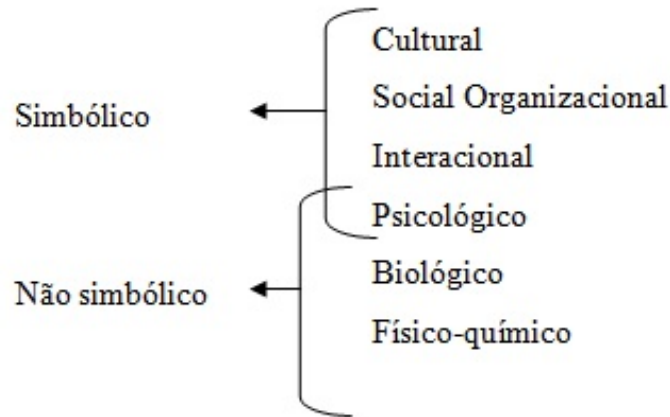 Cultural
Social Organizacional
Simbólico
Interacional
Psicológico
Biológico
Não simbólico
Físico-químico